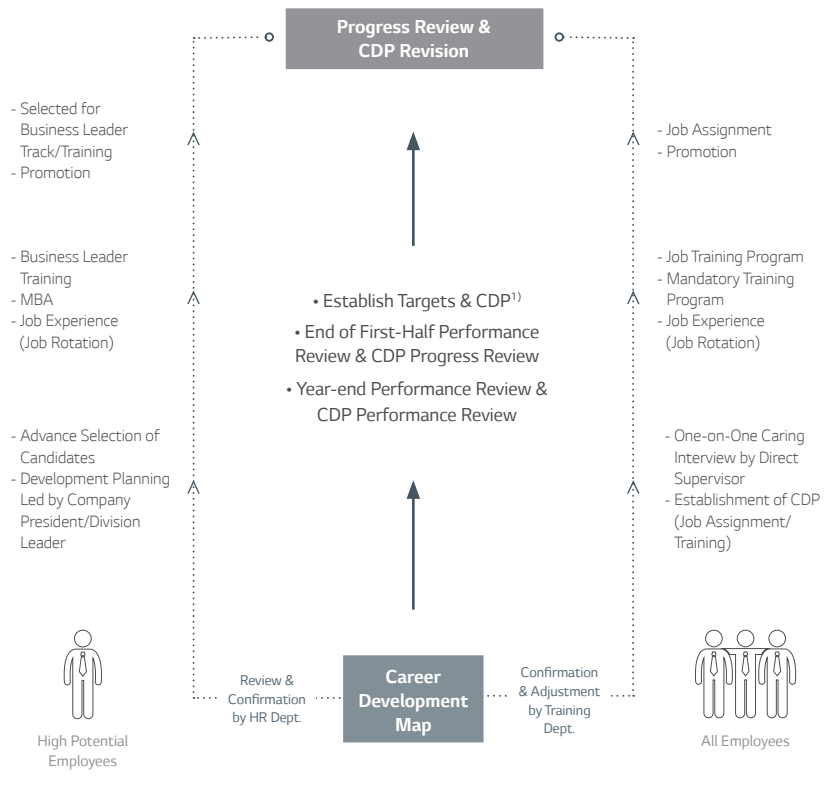 Progress Review &
CDP Revision
- Selected for
Business Leader
Track/Training
- Promotion
- Job Assignment
- Promotion
- Business Leader
Training
- MBA
- Job Experience
(Job Rotation)
• Establish Targets & CDP1)
• End of First-Half Performance
Review & CDP Progress Review
• Year-end Performance Review &
CDP Performance Review
- Job Training Program
- Mandatory Training
Program
- Job Experience
(Job Rotation)
- Advance Selection of
Candidates
- Development Planning
Led by Company
President/Division
Leader
- One-on-One Caring
Interview by Direct
Supervisor
- Establishment of CDP
(Job Assignment/
Training)
High Potential
Employees
Review &
Confirmation
by HR Dept.
Career
Development
Map
Confirmation
& Adjustment
by Training
Dept.
All Employees